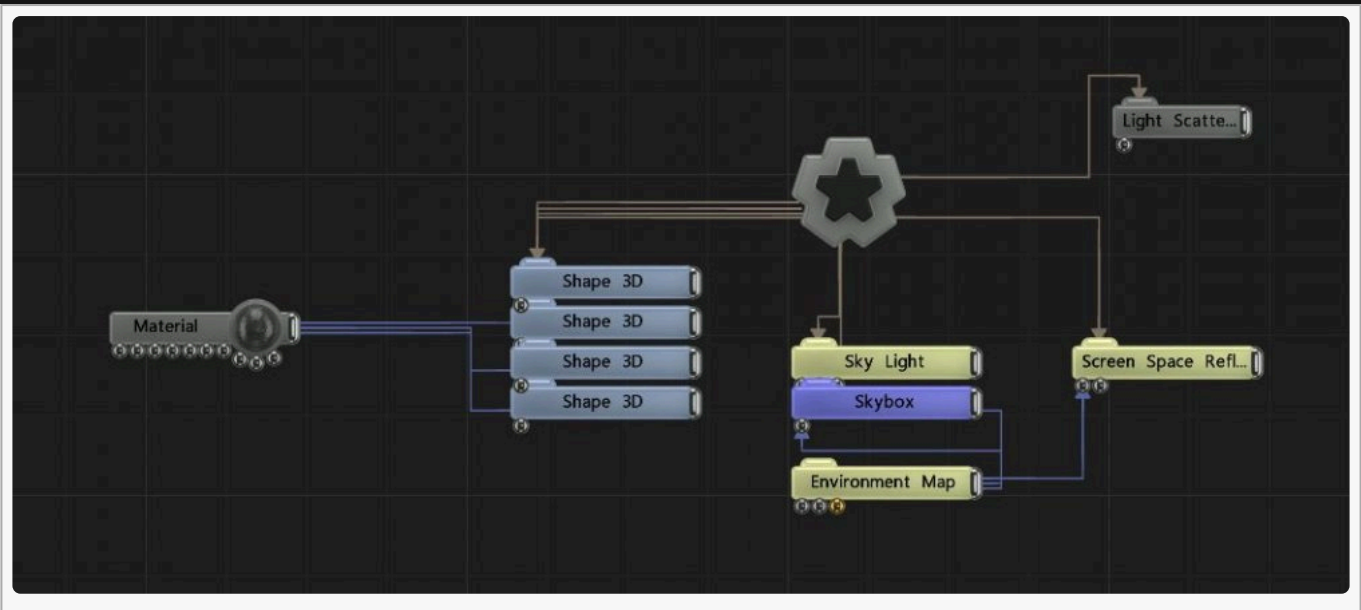 Light Scatte...
Shape 3D
Material
Shape 3D
Shape 3D
Sky Light
Screen Space Refl...
Shape 3D
Skybox
Environment Map